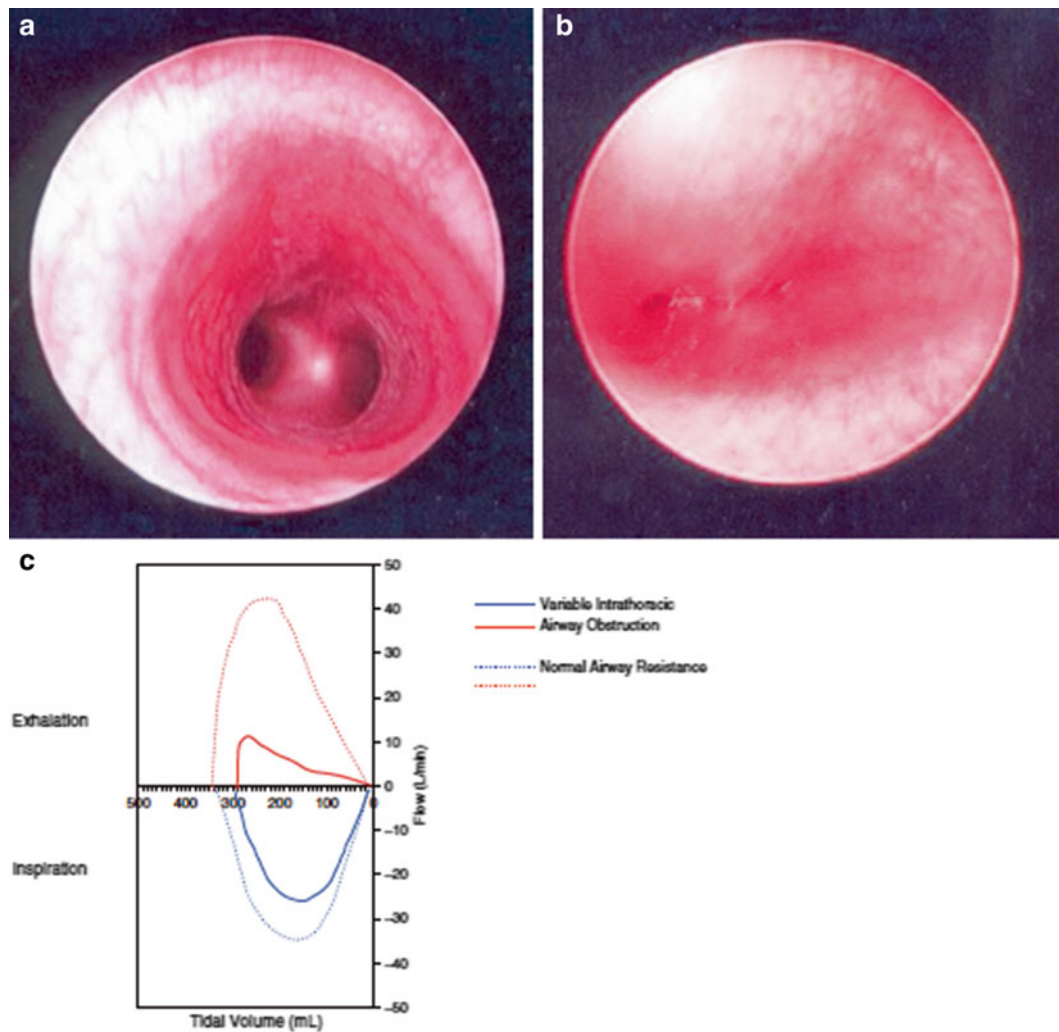 a
b
c
50
40
30
20
10
0
-10
-20
-30
-40
-50
500 400 300 200 100 0
Exhalation
Inspiration
Flow (L/min)
Tidal Volume (mL)
Variable Intrathoracic
Airway Obstruction
Normal Airway Resistance